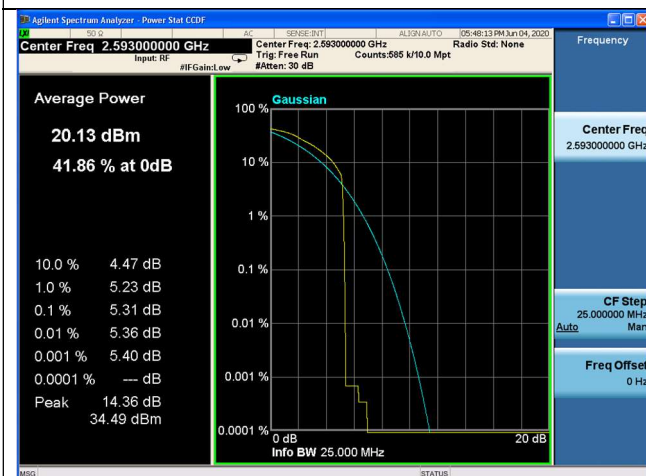 Agilent Spectrum Analyzer - Power Stat CCDF
50 Ω AC SENSE:INT ALIGNAUTO 05:48:13 PM Jun 04, 2020
Center Freq 2.593000000 GHz
Center Freq: 2.593000000 GHz Radio Std: None
Input: RF Trig: Free Run Counts:585 k/10.0 Mpt
#IFGain:Low #Atten: 30 dB
Frequency
Average Power
20.13 dBm
41.86 % at 0dB
10.0 % 4.47 dB
1.0 % 5.23 dB
0.1 % 5.31 dB
0.01 % 5.36 dB
0.001 % 5.40 dB
0.0001 % --- dB
Peak 14.36 dB
34.49 dBm
Gaussian
100 %
10 %
1 %
0.1 %
0.01 %
0.001 %
0.0001 %
0 dB 20 dB
Info BW 25.000 MHz
Center Freq
2.593000000 GHz
CF Step
25.000000 MHz
Auto Man
Freq Offset
0 Hz
MSG STATUS